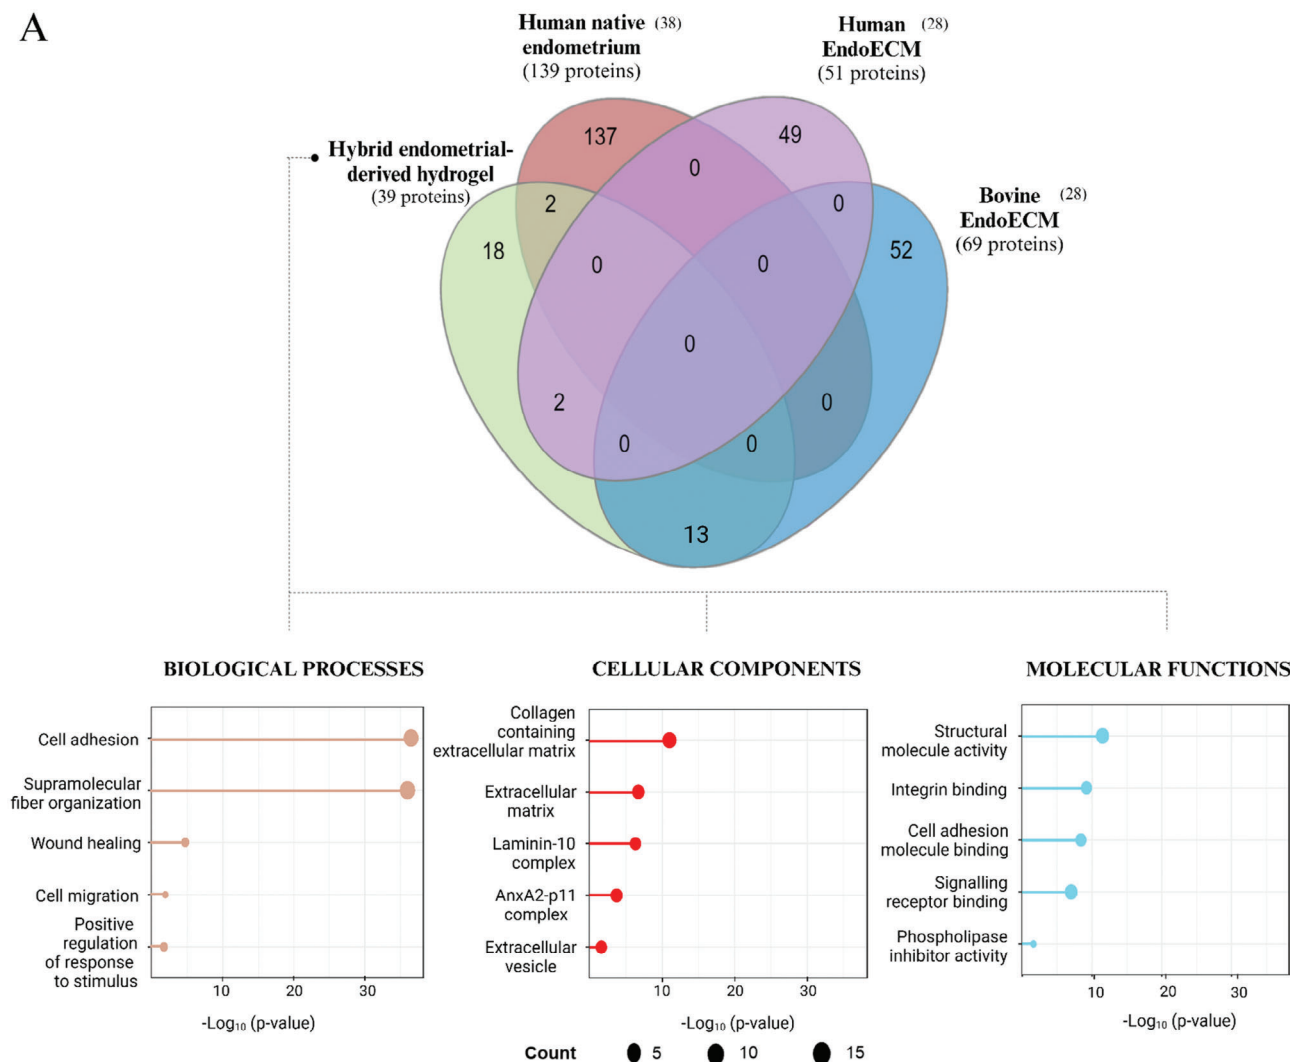 A
Human native (38)
endometrium
(139 proteins)
Human (28)
EndoECM
(51 proteins)
Hybrid endometrial-
derived hydrogel
(39 proteins)
Bovine (28)
EndoECM
(69 proteins)
137
49
0
2
0
18
0
0
52
0
2
0
0
0
13
BIOLOGICAL PROCESSES
Cell adhesion
Supramolecular
fiber organization
Wound healing
Cell migration
Positive
regulation
of response
to stimulus
10
20
30
-Log₁₀ (p-value)
CELLULAR COMPONENTS
Collagen
containing
extracellular matrix
Extracellular
matrix
Laminin-10
complex
AnxA2-p11
complex
Extracellular
vesicle
10
20
30
-Log₁₀ (p-value)
MOLECULAR FUNCTIONS
Structural
molecule activity
Integrin binding
Cell adhesion
molecule binding
Signalling
receptor binding
Phospholipase
inhibitor activity
10
20
30
-Log₁₀ (p-value)
Count 5 10 15